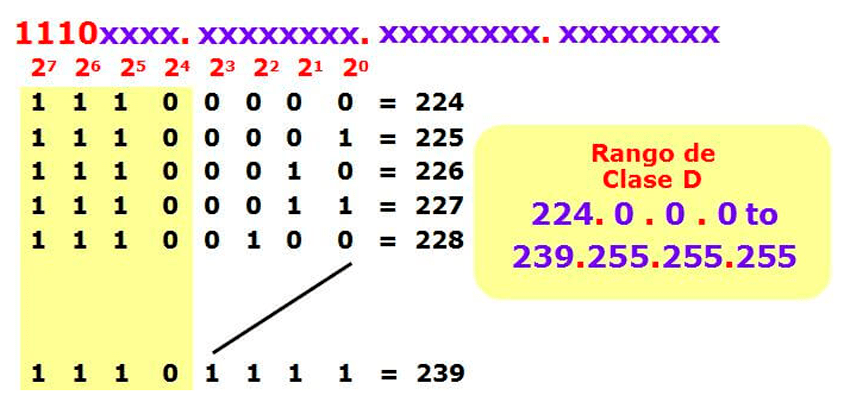 1110xxxx. xxxxxxxx. xxxxxxxx. xxxxxxxx
2⁷ 2⁶ 2⁵ 2⁴ 2³ 2² 2¹ 2⁰
1 1 1 0 0 0 0 0 = 224
1 1 1 0 0 0 0 1 = 225
1 1 1 0 0 0 1 0 = 226
1 1 1 0 0 0 1 1 = 227
1 1 1 0 0 1 0 0 = 228
1 1 1 0 1 1 1 1 = 239
Rango de
Clase D
224. 0 . 0 . 0 to
239.255.255.255